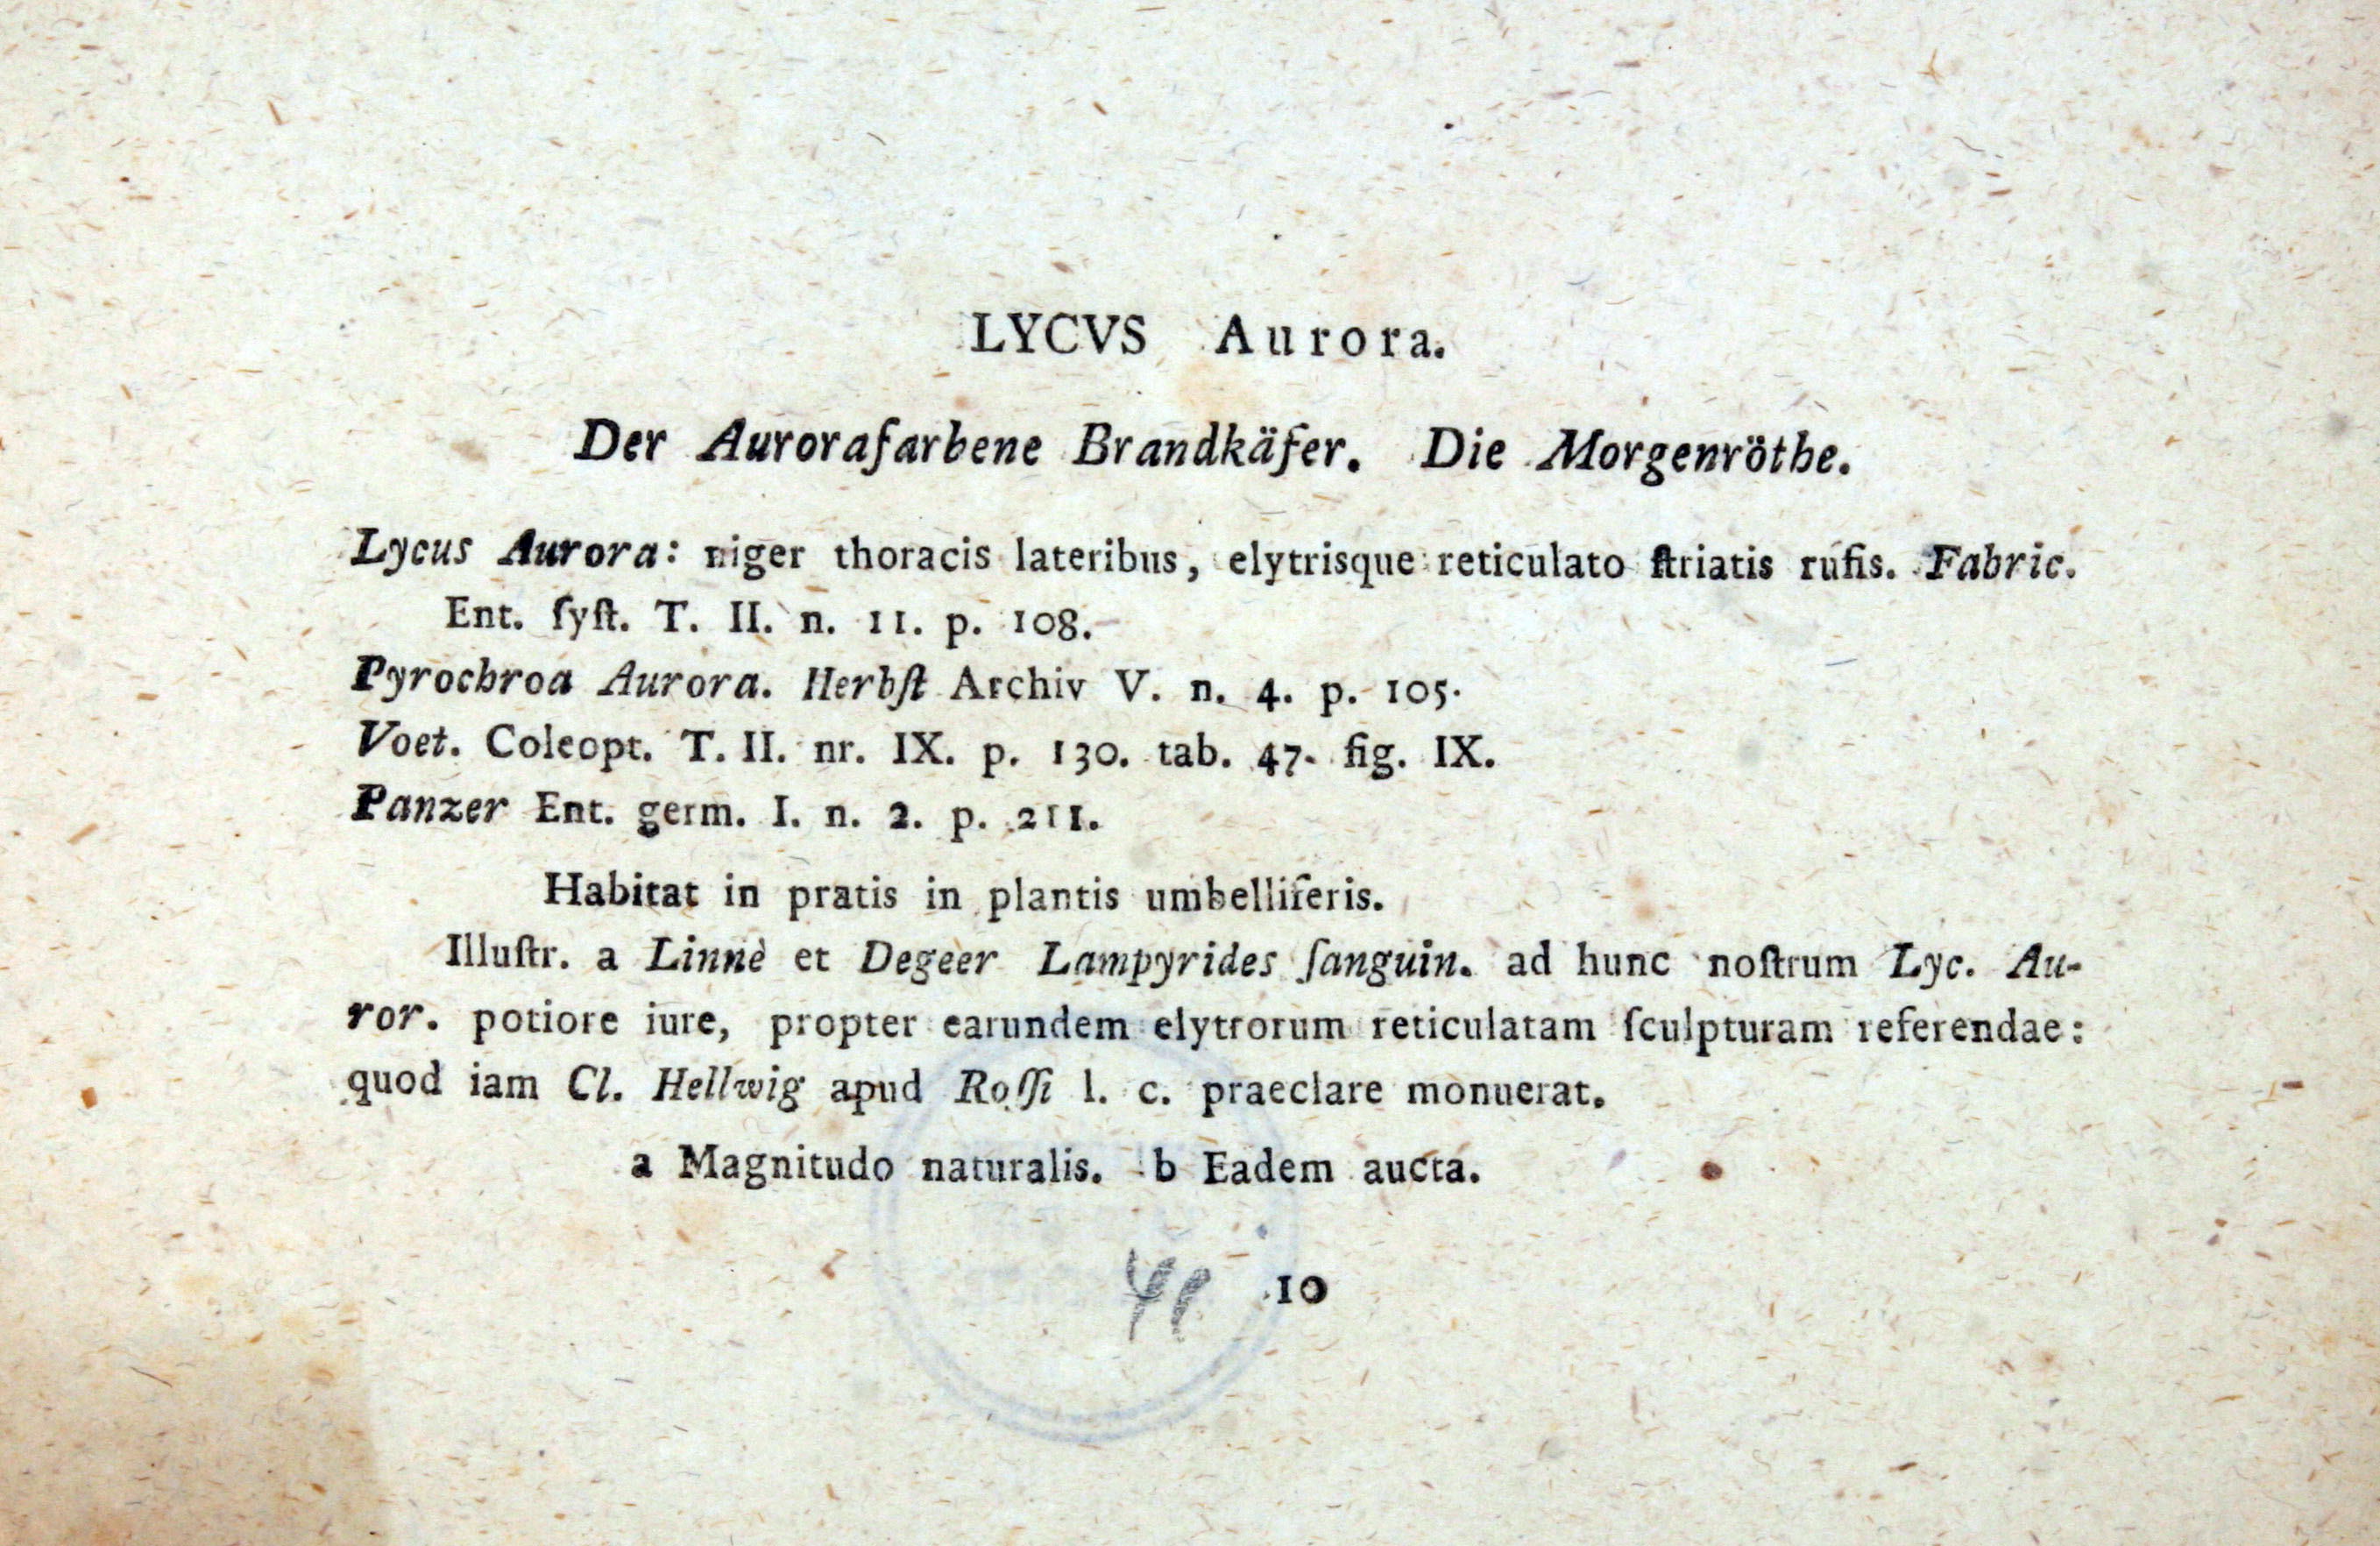 LYCVS Aurora.
Der Aurorafarbene Brandkäfer. Die Morgenröthe.
Lycus Aurora: niger thoracis lateribus, elytrisque reticulato ſtriatis rufis. Fabric.
Ent. ſyſt. T. II. n. 11. p. 108.
Pyrochroa Aurora. Herbſt Archiv V. n. 4. p. 105.
Voet. Coleopt. T. II. nr. IX. p. 130. tab. 47. fig. IX.
Panzer Ent. germ. I. n. 2. p. 211.
Habitat in pratis in plantis umbelliferis.
Illuſtr. a Linnè et Degeer Lampyrides ſanguin. ad hunc noſtrum Lyc. Au-
ror. potiore iure, propter earundem elytrorum reticulatam ſculpturam referendae:
quod iam Cl. Hellwig apud Roſſi l. c. praeclare monuerat.
a Magnitudo naturalis. b Eadem aucta.
10